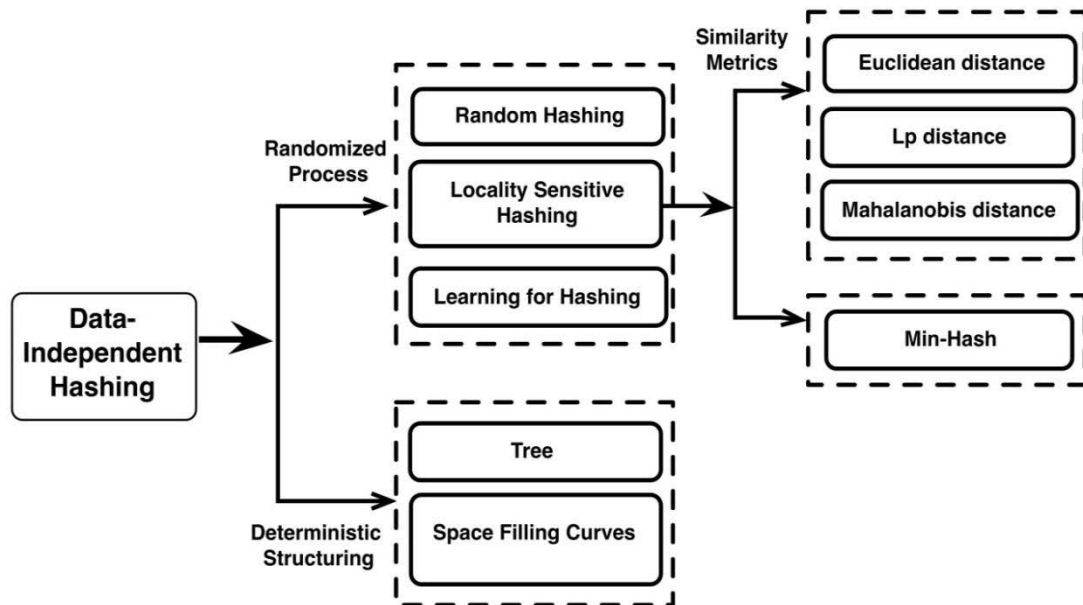 Data-
Independent
Hashing
Randomized
Process
Random Hashing
Locality Sensitive
Hashing
Learning for Hashing
Similarity
Metrics
Euclidean distance
Lp distance
Mahalanobis distance
Min-Hash
Deterministic
Structuring
Tree
Space Filling Curves